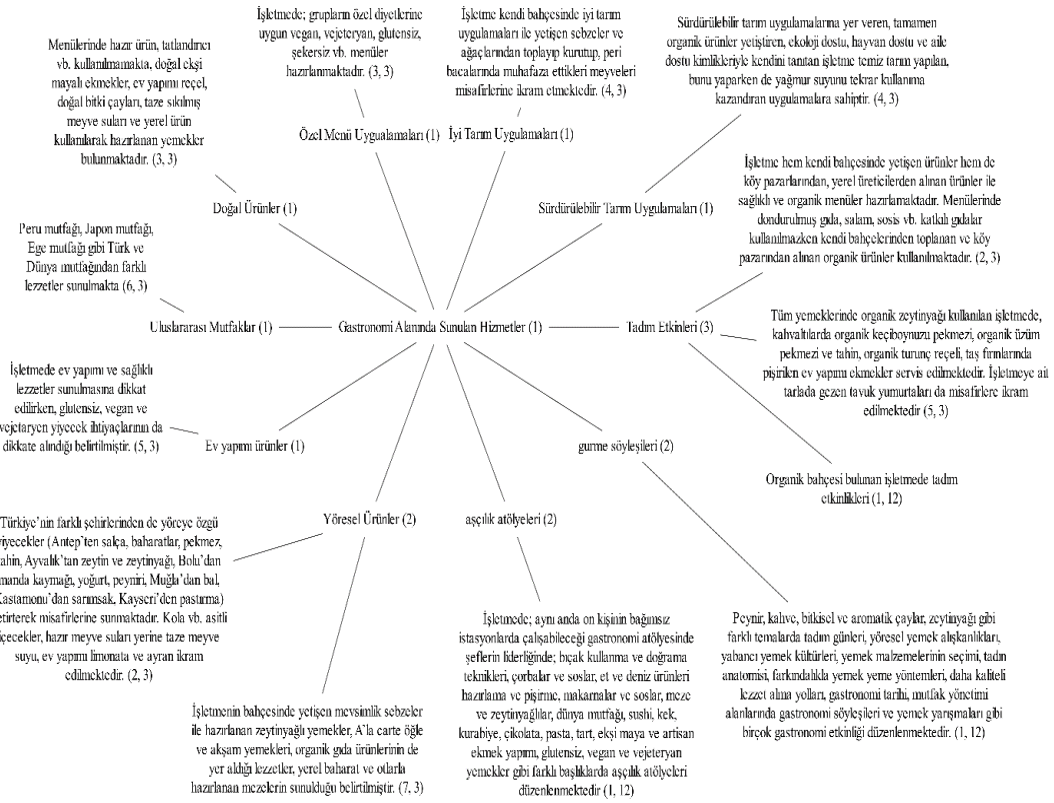 İşletmede; grupların özel diyetlerine
uygun vegan, vejeteryan, glutensiz,
şekersiz vb. menüler
hazırlanmaktadır. (3, 3)
İşletme kendi bahçesinde iyi tarım
uygulamaları ile yetişen sebzeler ve
ağaçlarından toplayıp kurutup, peri
bacalarında muhafaza ettikleri meyveleri
misafirlerine ikram etmektedir. (4, 3)
Sürdürülebilir tarım uygulamalarına yer veren, tamamen
organik ürünler yetiştiren, ekoloji dostu, hayvan dostu ve aile
dostu kimlikleriyle kendini tanıtan işletme temiz tarım yapılan,
bunu yaparken de yağmur suyunu tekrar kullanıma
kazandıran uygulamalara sahiptir. (4, 3)
Menülerinde hazır ürün, tatlandırıcı
vb. kullanılmamakta, doğal ekşi
mayalı ekmekler, ev yapımı reçel,
doğal bitki çayları, taze sıkılmış
meyve suları ve yerel ürün
kullanılarak hazırlanan yemekler
bulunmaktadır. (3, 3)
Özel Menü Uygualamaları (1)
İyi Tarım Uygulamaları (1)
İşletme hem kendi bahçesinde yetişen ürünler hem de
köy pazarlarından, yerel üreticilerden alınan ürünler ile
sağlıklı ve organik menüler hazırlamaktadır. Menülerinde
dondurulmuş gıda, salam, sosis vb. katkılı gıdalar
kullanılmazken kendi bahçelerinden toplanan ve köy
pazarından alınan organik ürünler kullanılmaktadır. (2, 3)
Doğal Ürünler (1)
Sürdürülebilir Tarım Uygulamaları (1)
Peru mutfağı, Japon mutfağı,
Ege mutfağı gibi Türk ve
Dünya mutfağından farklı
lezzetler sunulmakta (6, 3)
Uluslararası Mutfaklar (1)
Gastronomi Alanında Sunulan Hizmetler (1)
Tadım Etkinleri (3)
Tüm yemeklerinde organik zeytinyağı kullanılan işletmede,
kahvaltılarda organik keçiboynuzu pekmezi, organik üzüm
pekmezi ve tahin, organik turunç reçeli, taş fırınlarında
pişirilen ev yapımı ekmekler servis edilmektedir. İşletmeye ait
tarlada gezen tavuk yumurtaları da misafirlere ikram
edilmektedir (5, 3)
İşletmede ev yapımı ve sağlıklı
lezzetler sunulmasına dikkat
edilirken, glutensiz, vegan ve
vejetaryen yiyecek ihtiyaçlarının da
dikkate alındığı belirtilmiştir. (5, 3)
Ev yapımı ürünler (1)
gurme söyleşileri (2)
Organik bahçesi bulunan işletmede tadım
etkinlikleri (1, 12)
Yöresel Ürünler (2)
aşçılık atölyeleri (2)
Türkiye'nin farklı şehirlerinden de yöreye özgü
yiyecekler (Antep'ten salça, baharatlar, pekmez,
tahin, Ayvalık'tan zeytin ve zeytinyağı, Bolu'dan
manda kaymağı, yoğurt, peyniri, Muğla'dan bal,
Kastamonu'dan sarımsak, Kayseri'den pastırma)
getirterek misafirlerine sunmaktadır. Kola vb. asitli
içecekler, hazır meyve suları yerine taze meyve
suyu, ev yapımı limonata ve ayran ikram
edilmektedir. (2, 3)
İşletmenin bahçesinde yetişen mevsimlik sebzeler
ile hazırlanan zeytinyağlı yemekler, A'la carte öğle
ve akşam yemekleri, organik gıda ürünlerinin de
yer aldığı lezzetler, yerel baharat ve otlarla
hazırlanan mezelerin sunulduğu belirtilmiştir. (7, 3)
İşletmede; aynı anda on kişinin bağımsız
istasyonlarda çalışabileceği gastronomi atölyesinde
şeflerin liderliğinde; bıçak kullanma ve doğrama
teknikleri, çorbalar ve soslar, et ve deniz ürünleri
hazırlama ve pişirme, makarnalar ve soslar, meze
ve zeytinyağlılar, dünya mutfağı, sushi, kek,
kurabiye, çikolata, pasta, tart, ekşi maya ve artisan
ekmek yapımı, glutensiz, vegan ve vejeteryan
yemekler gibi farklı başlıklarda aşçılık atölyeleri
düzenlenmektedir (1, 12)
Peynir, kahve, bitkisel ve aromatik çaylar, zeytinyağı gibi
farklı temalarda tadım günleri, yöresel yemek alışkanlıkları,
yabancı yemek kültürleri, yemek malzemelerinin seçimi, tadın
anatomisi, farkındalıkla yemek yeme yöntemleri, daha kaliteli
lezzet alma yolları, gastronomi tarihi, mutfak yönetimi
alanlarında gastronomi söyleşileri ve yemek yarışmaları gibi
birçok gastronomi etkinliği düzenlenmektedir. (1, 12)